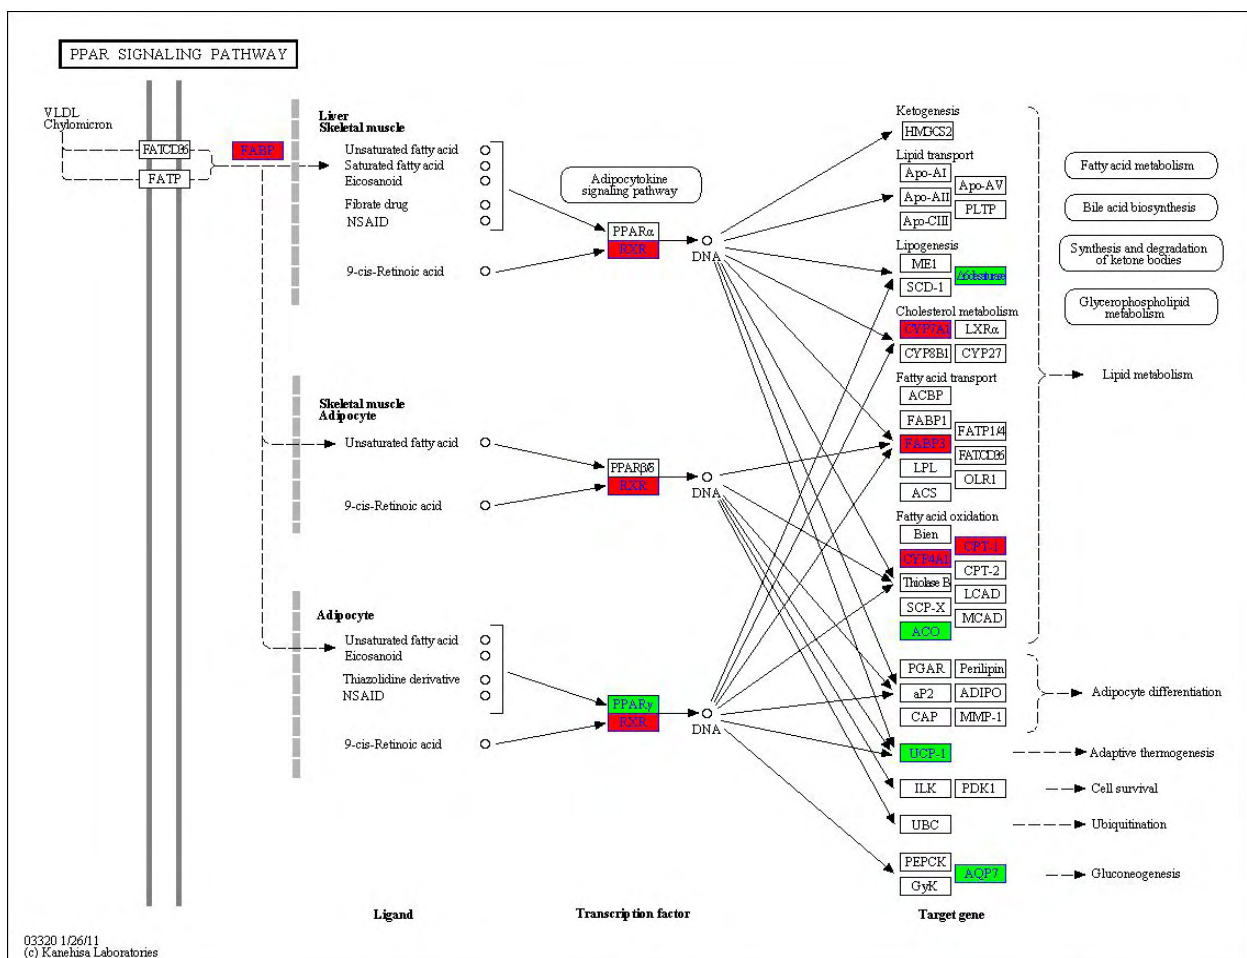 PPAR SIGNALING PATHWAY
VLDL
Chylomicron
FATCD36
FATP
FABP
Liver
Skeletal muscle
Unsaturated fatty acid
Saturated fatty acid
Eicosanoid
Fibrate drug
NSAID
9-cis-Retinoic acid
Adipocytokine
signaling pathway
PPARα
RXR
DNA
Skeletal muscle
Adipocyte
Unsaturated fatty acid
9-cis-Retinoic acid
PPARβ/δ
RXR
DNA
Adipocyte
Unsaturated fatty acid
Eicosanoid
Thiazolidine derivative
NSAID
9-cis-Retinoic acid
PPARγ
RXR
DNA
Ketogenesis
HMGCS2
Lipid transport
Apo-AI
Apo-AII
Apo-CIII
Apo-AV
PLTP
Lipogenesis
ME1
SCD-1
Δ6desaturase
Cholesterol metabolism
CYP7A1
LXRα
CYP8B1
CYP27
Fatty acid transport
ACBP
FABP1
FABP3
LPL
ACS
FATP1/4
FATCD36
OLR1
Fatty acid oxidation
Bien
CYP4A1
Thiolase B
SCP-X
ACO
CPT-1
CPT-2
LCAD
MCAD
PGAR
Perilipin
aP2
ADIPO
CAP
MMP-1
UCP-1
ILK
PDK1
UBC
PEPCK
GyK
AQP7
Fatty acid metabolism
Bile acid biosynthesis
Synthesis and degradation
of ketone bodies
Glycerophospholipid
metabolism
Lipid metabolism
Adipocyte differentiation
Adaptive thermogenesis
Cell survival
Ubiquitination
Gluconeogenesis
Ligand
Transcription factor
Target gene
03320 1/26/11
(c) Kanehisa Laboratories